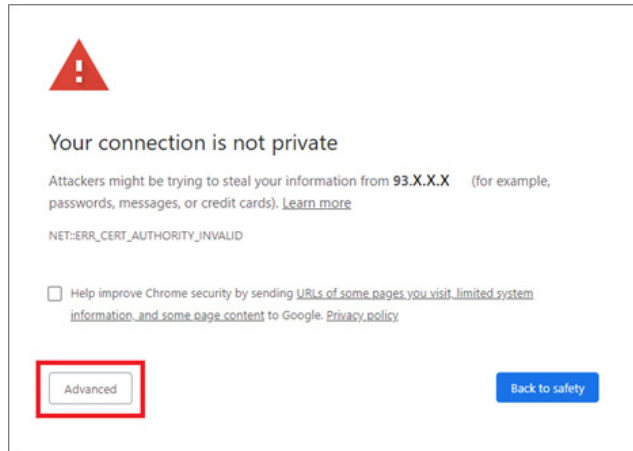 !
Your connection is not private
Attackers might be trying to steal your information from 93.X.X.X (for example,
passwords, messages, or credit cards). Learn more
NET::ERR_CERT_AUTHORITY_INVALID
Help improve Chrome security by sending URLs of some pages you visit, limited system
information, and some page content to Google. Privacy policy
Advanced
Back to safety